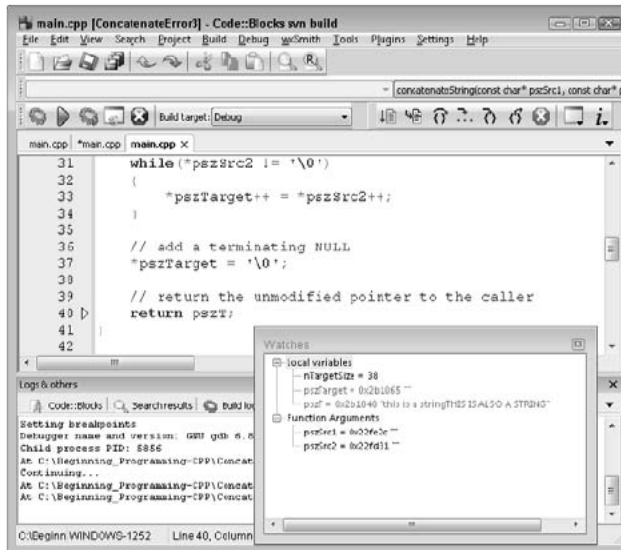 main.cpp [ConcatenateError3] - Code::Blocks svn build
File Edit View Search Project Build Debug wxSmith Tools Plugins Settings Help
concatenateString(const char* pszSrc1, const char*
Build target: Debug
main.cpp *main.cpp main.cpp ×
31 while(*pszSrc2 != '\0')
32 {
33 *pszTarget++ = *pszSrc2++;
34 }
35
36 // add a terminating NULL
37 *pszTarget = '\0';
38
39 // return the unmodified pointer to the caller
40 return pszT;
41 }
42
Watches
local variables
nTargetSize = 38
pszTarget = 0x2b1065 ""
pszT = 0x2b1040 "this is a stringTHIS IS ALSO A STRING"
Function Arguments
pszSrc1 = 0x22fe2c ""
pszSrc2 = 0x22fd31 ""
Logs & others
Code::Blocks Search results Build log
Setting breakpoints
Debugger name and version: GNU gdb 6.8
Child process PID: 5856
At C:\Beginning_Programming-CPP\Concat
Continuing...
At C:\Beginning_Programming-CPP\Concat
At C:\Beginning_Programming-CPP\Concat
C:\Beginn WINDOWS-1252 Line 40, Column